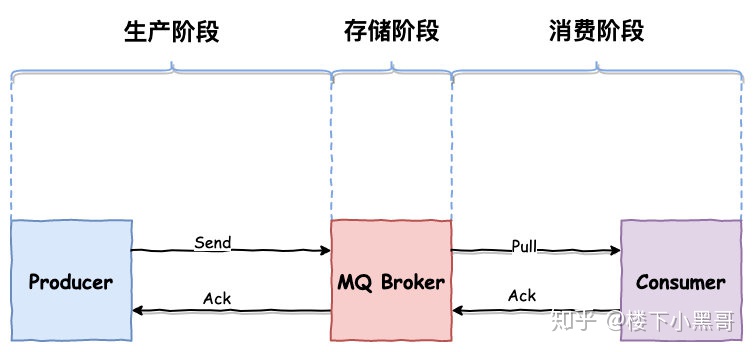 生产阶段
存储阶段
消费阶段
Send
Pull
Producer
MQ Broker
Consumer
Ack
Ack
知乎 @楼下小黑哥